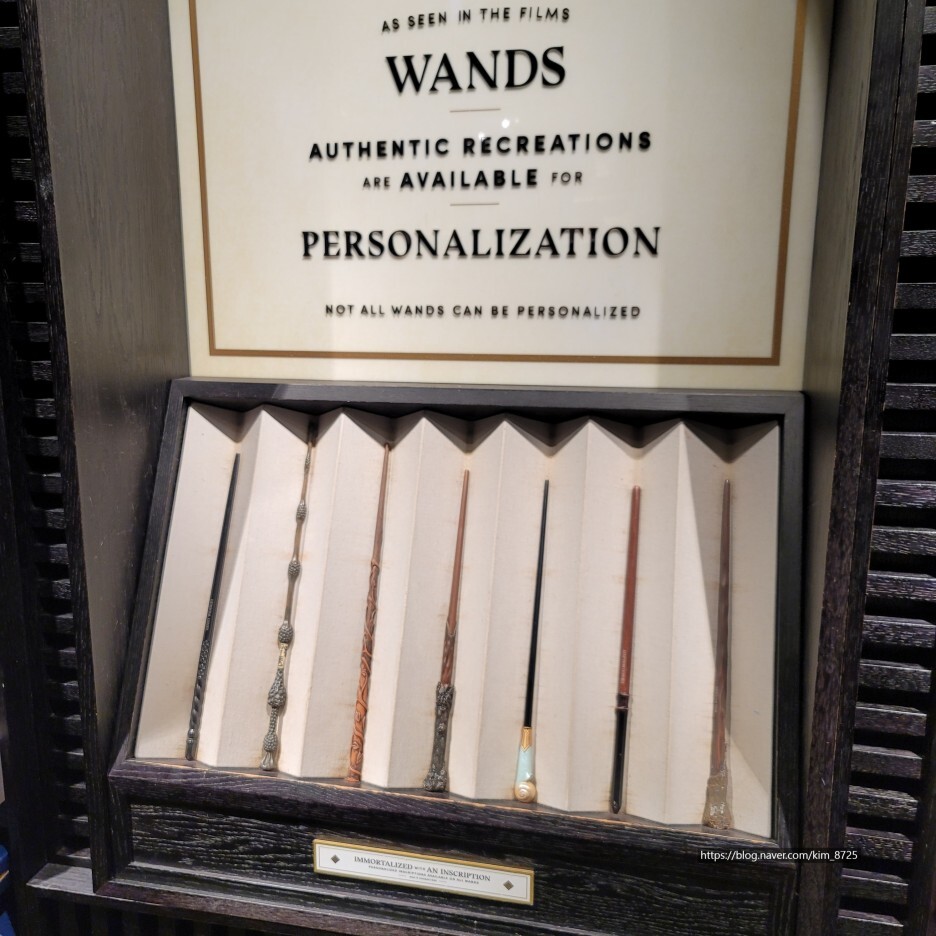 AS SEEN IN THE FILMS
WANDS
AUTHENTIC RECREATIONS
ARE AVAILABLE FOR
PERSONALIZATION
NOT ALL WANDS CAN BE PERSONALIZED
IMMORTALIZED WITH AN INSCRIPTION
https://blog.naver.com/kim_8725